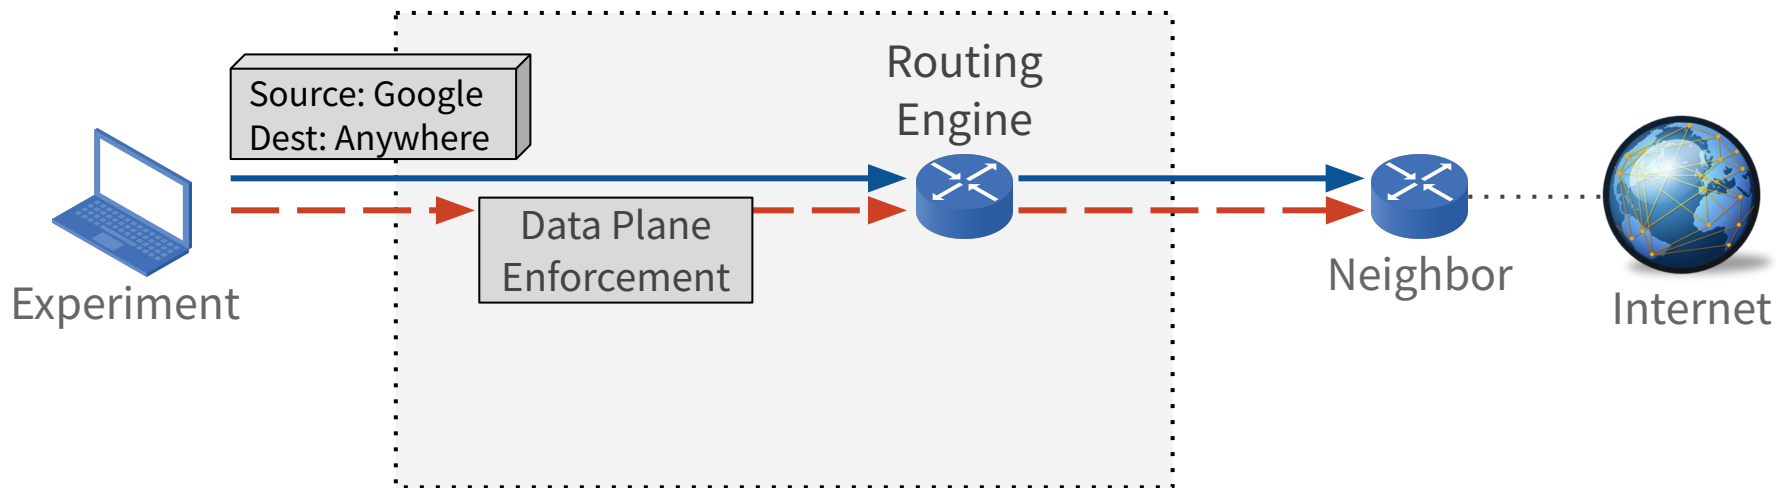 Source: Google
Dest: Anywhere
Routing
Engine
Data Plane
Enforcement
Experiment
Neighbor
Internet